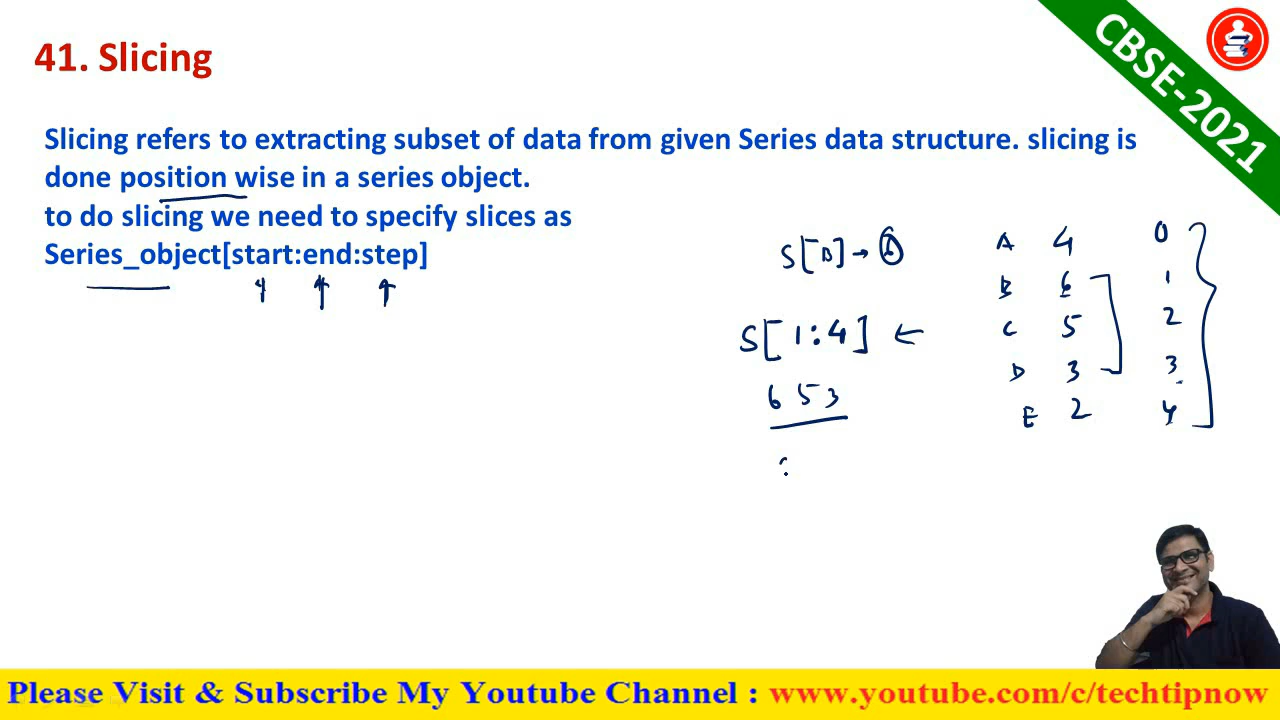 41. Slicing
CBSE-2021
Slicing refers to extracting subset of data from given Series data structure. slicing is
done position wise in a series object.
to do slicing we need to specify slices as
Series_object[start:end:step]
S[B] → 6
S[1:4] ←
6 5 3
A 4 0
B 6 1
C 5 2
D 3 3
E 2 4
Please Visit & Subscribe My Youtube Channel : www.youtube.com/c/techtipnow